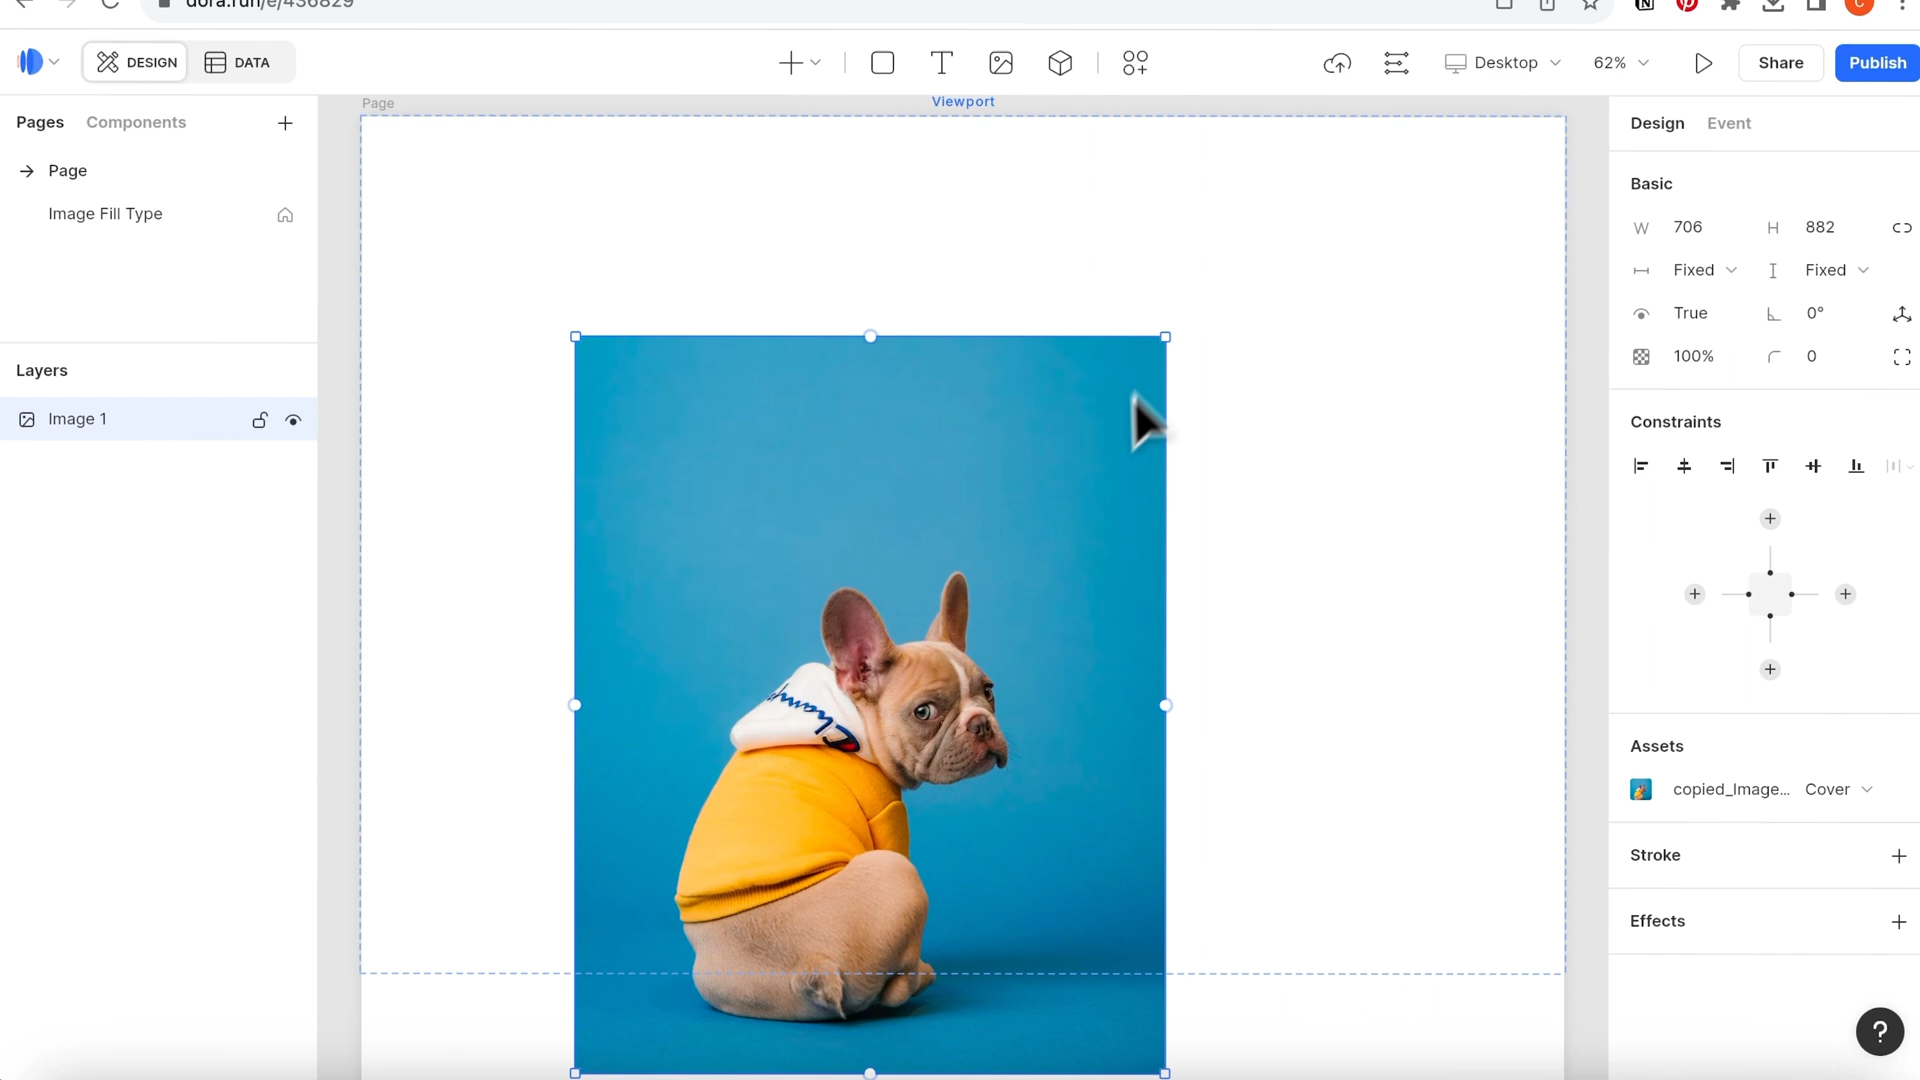 dora.run/e/436829
DESIGN
DATA
Desktop
62%
Share
Publish
Pages
Components
Page
Image Fill Type
Layers
Image 1
Page
Viewport
Champ
Design
Event
Basic
W 706 H 882
Fixed Fixed
True 0°
100% 0
Constraints
Assets
copied_Image... Cover
Stroke
Effects
?